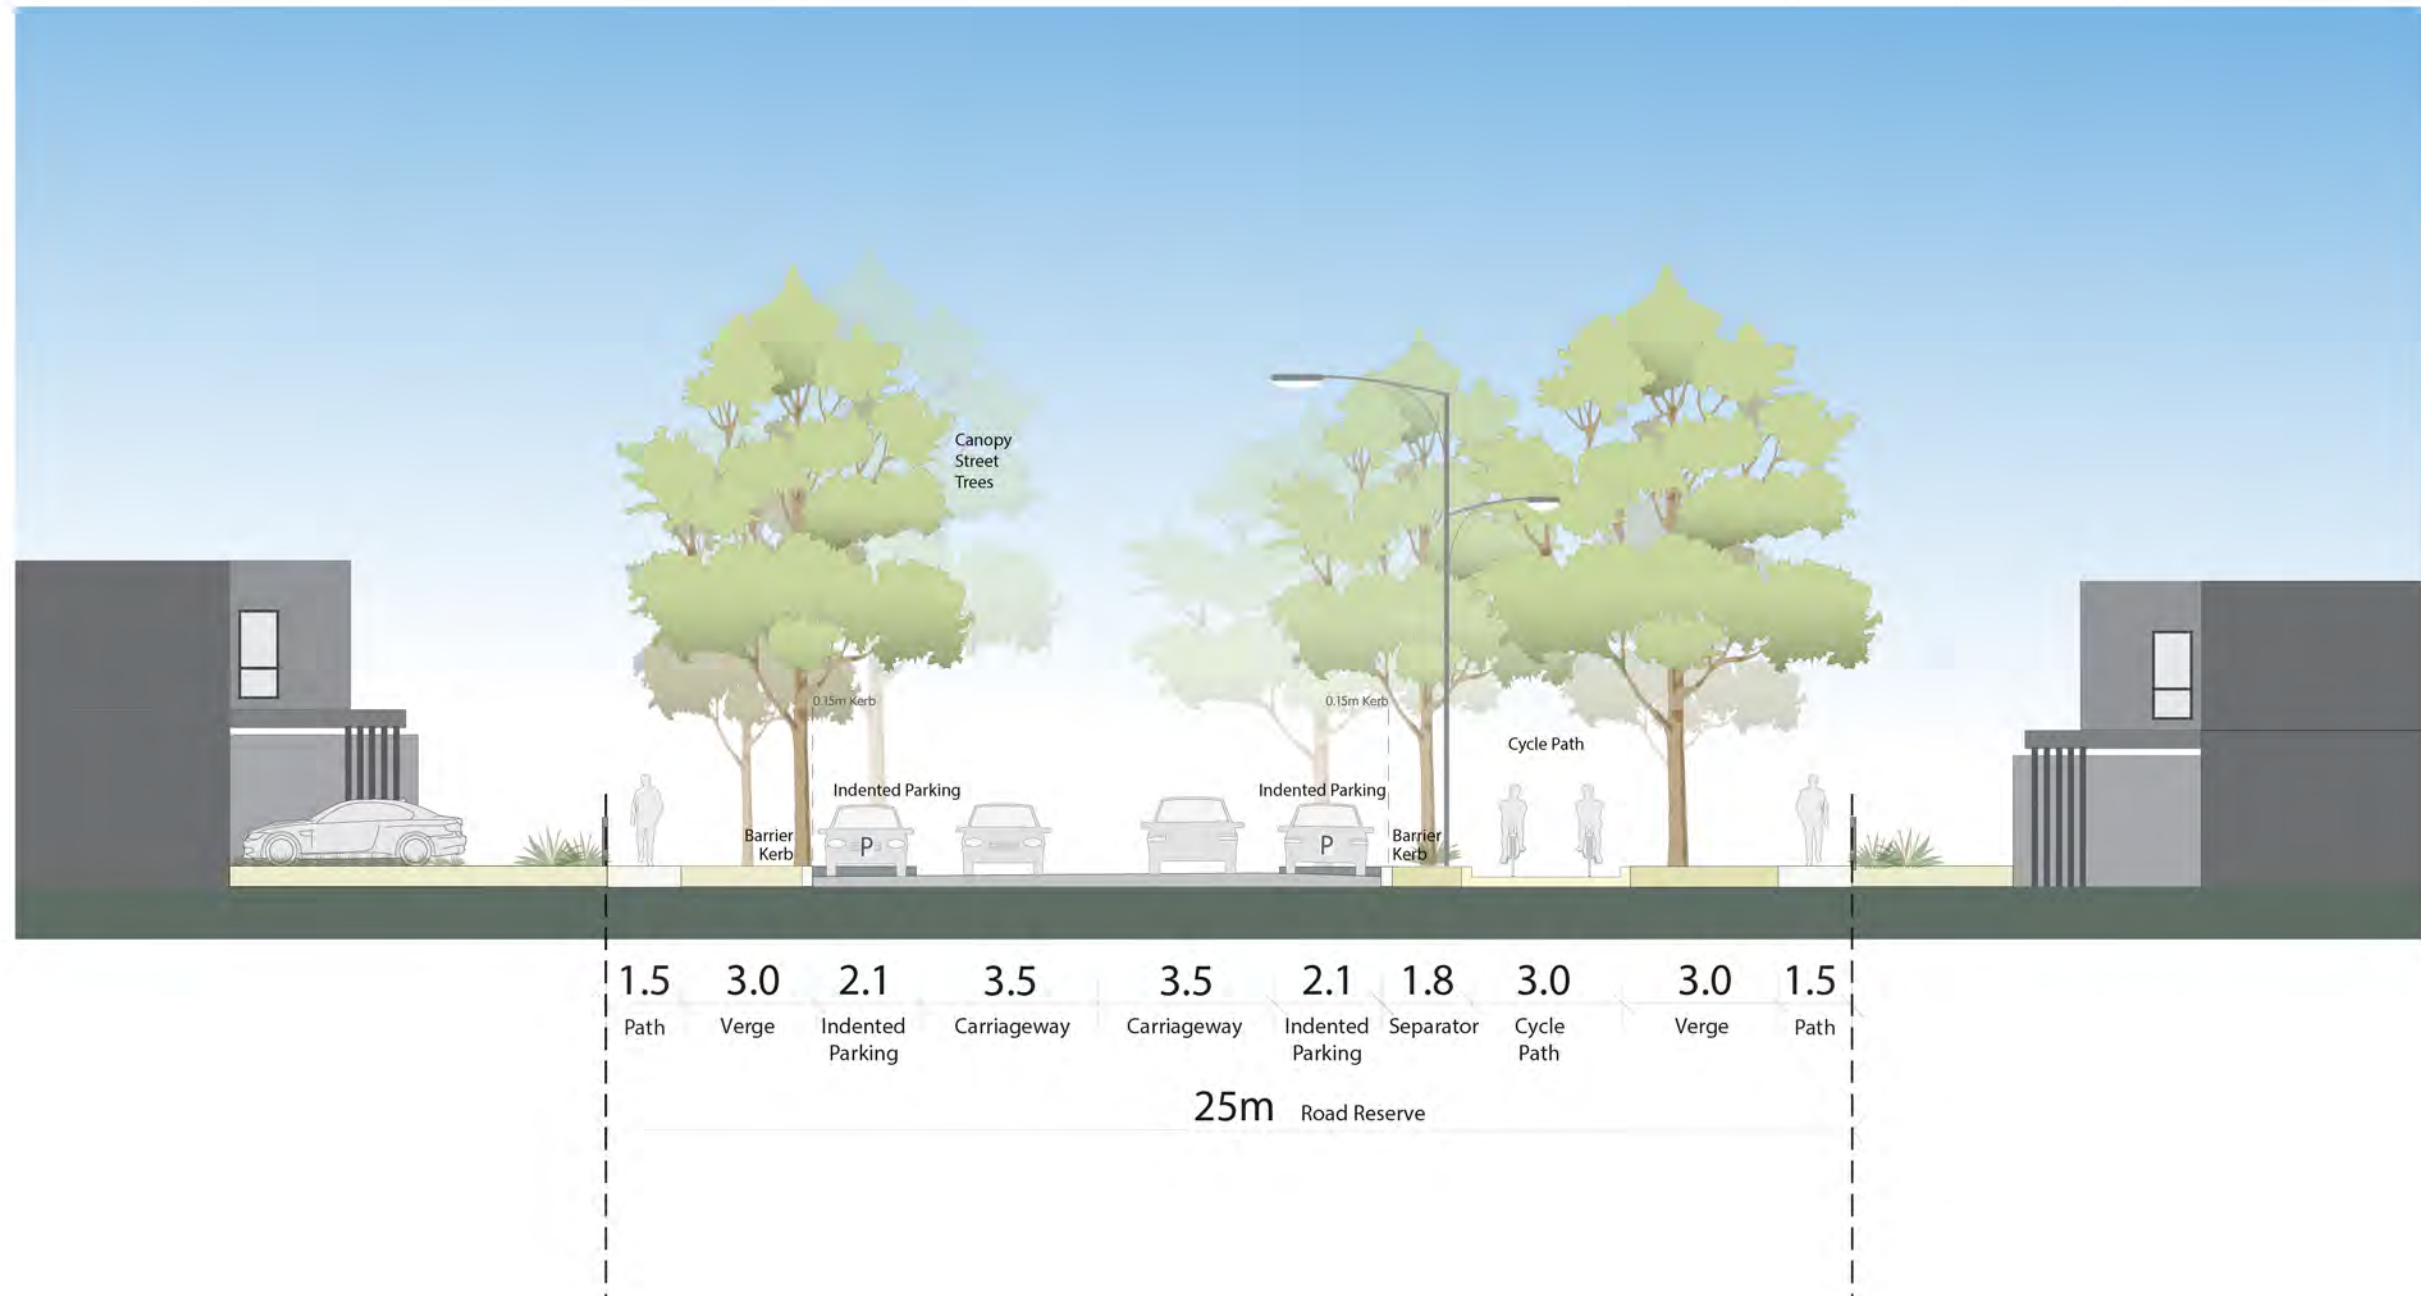 Canopy
Street
Trees
0.15m Kerb
0.15m Kerb
Cycle Path
Indented Parking
Indented Parking
Barrier
Kerb
P
P
Barrier
Kerb
1.5 3.0 2.1 3.5 3.5 2.1 1.8 3.0 3.0 1.5
Path Verge Indented Carriageway Carriageway Indented Separator Cycle Verge Path
Parking Parking Path
25m Road Reserve